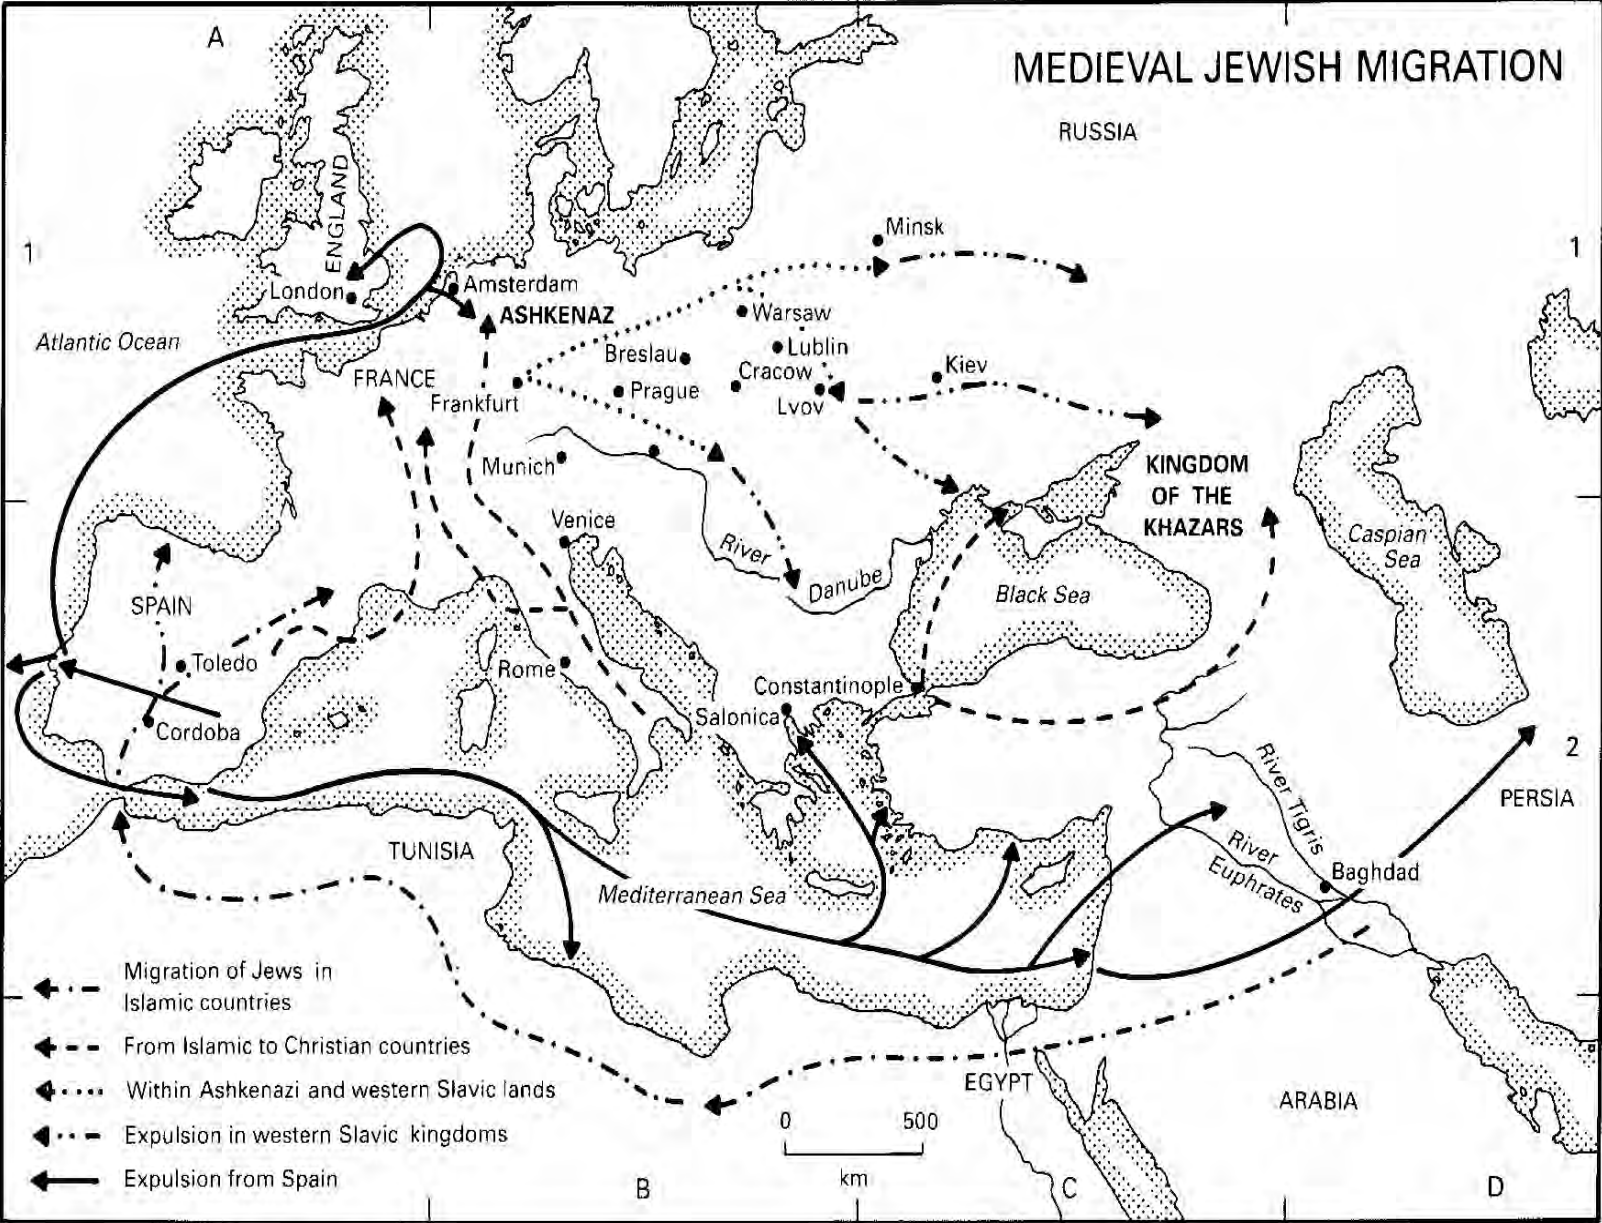 A
MEDIEVAL JEWISH MIGRATION
RUSSIA
ENGLAND
Minsk
1
1
London
Amsterdam
ASHKENAZ
Warsaw
Atlantic Ocean
Breslau
Lublin
FRANCE
Cracow
Kiev
Prague
Frankfurt
Lvov
Munich
KINGDOM
OF THE
KHAZARS
Venice
River
Danube
Caspian
Sea
Black Sea
SPAIN
Toledo
Rome
Constantinople
Salonica
Cordoba
2
River Tigris
PERSIA
TUNISIA
River
Euphrates
Baghdad
Mediterranean Sea
Migration of Jews in
Islamic countries
From Islamic to Christian countries
Within Ashkenazi and western Slavic lands
Expulsion in western Slavic kingdoms
Expulsion from Spain
EGYPT
ARABIA
0 500
km
B
C
D